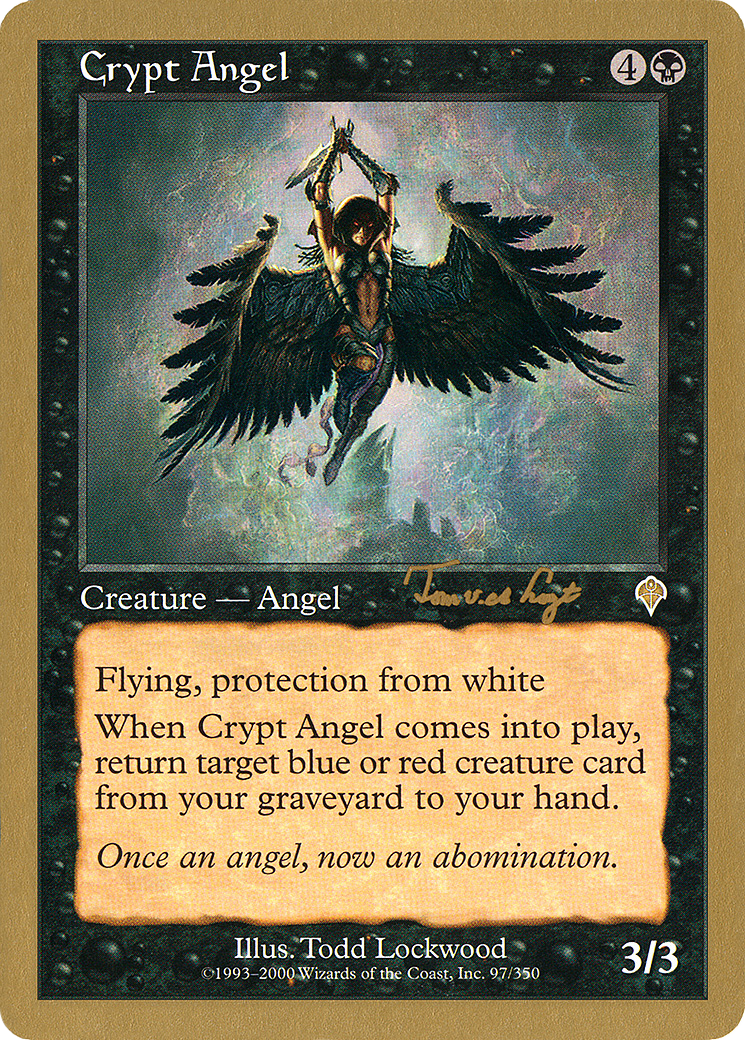 Crypt Angel 4
Creature — Angel
Flying, protection from white
When Crypt Angel comes into play,
return target blue or red creature card
from your graveyard to your hand.
Once an angel, now an abomination.
Illus. Todd Lockwood
©1993–2000 Wizards of the Coast, Inc. 97/350
3/3